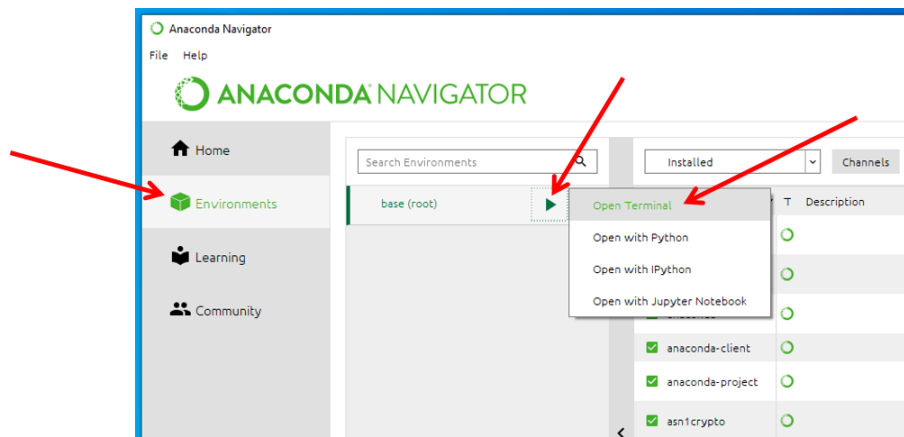 Anaconda Navigator
File Help
ANACONDA NAVIGATOR
Home
Environments
Learning
Community
Search Environments
base (root)
Open Terminal
Open with Python
Open with IPython
Open with Jupyter Notebook
Installed
Channels
T Description
anaconda-client
anaconda-project
asn1crypto